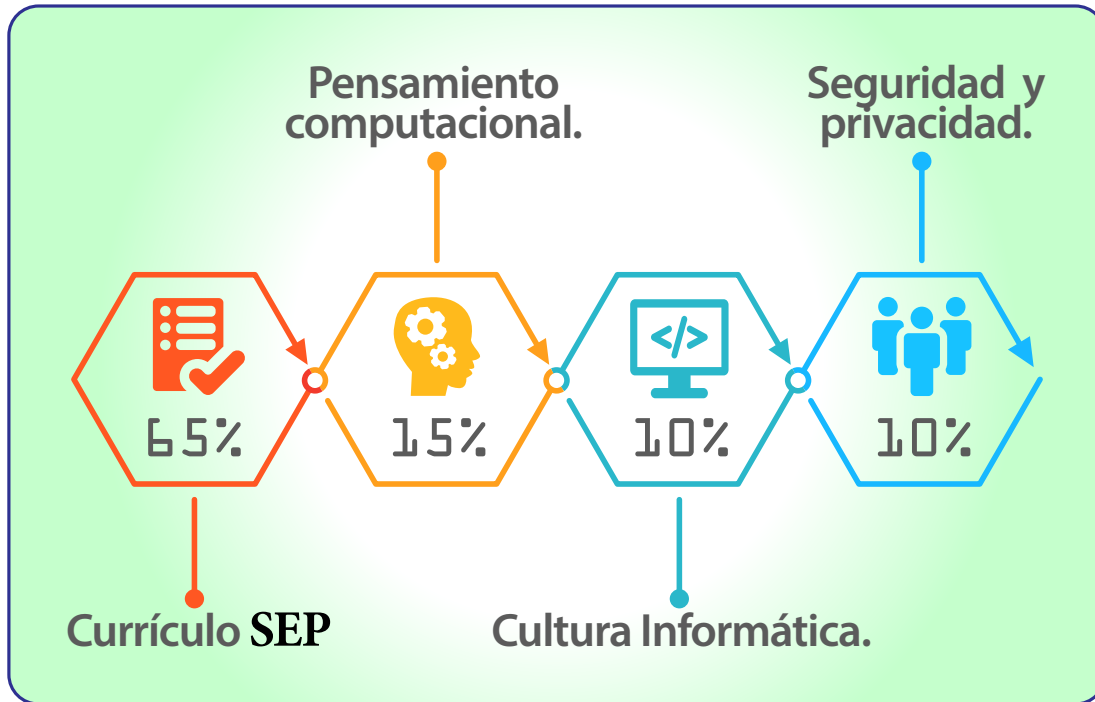 Pensamiento
computacional.
Seguridad y
privacidad.
</>
65%
15%
10%
10%
Currículo SEP
Cultura Informática.